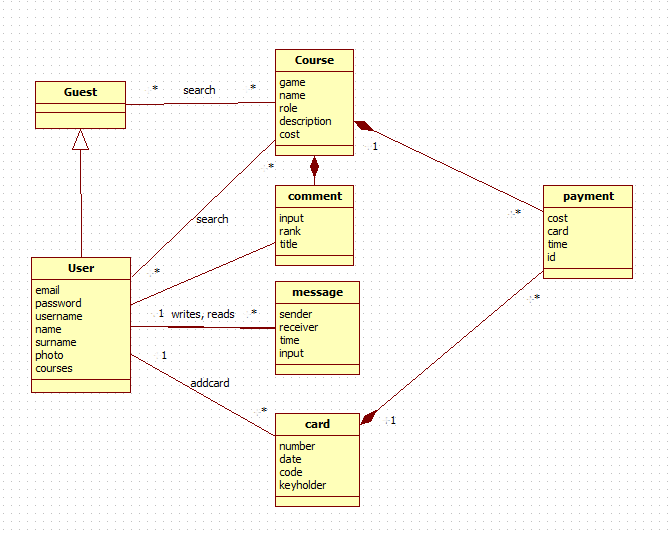 Course
game
name
role
description
cost
Guest
* search *
1
*
search
*
comment
input
rank
title
payment
cost
card
time
id
*
*
User
email
password
username
name
surname
photo
courses
1 writes, reads *
message
sender
receiver
time
input
1
addcard
*
card
number
date
code
keyholder
1